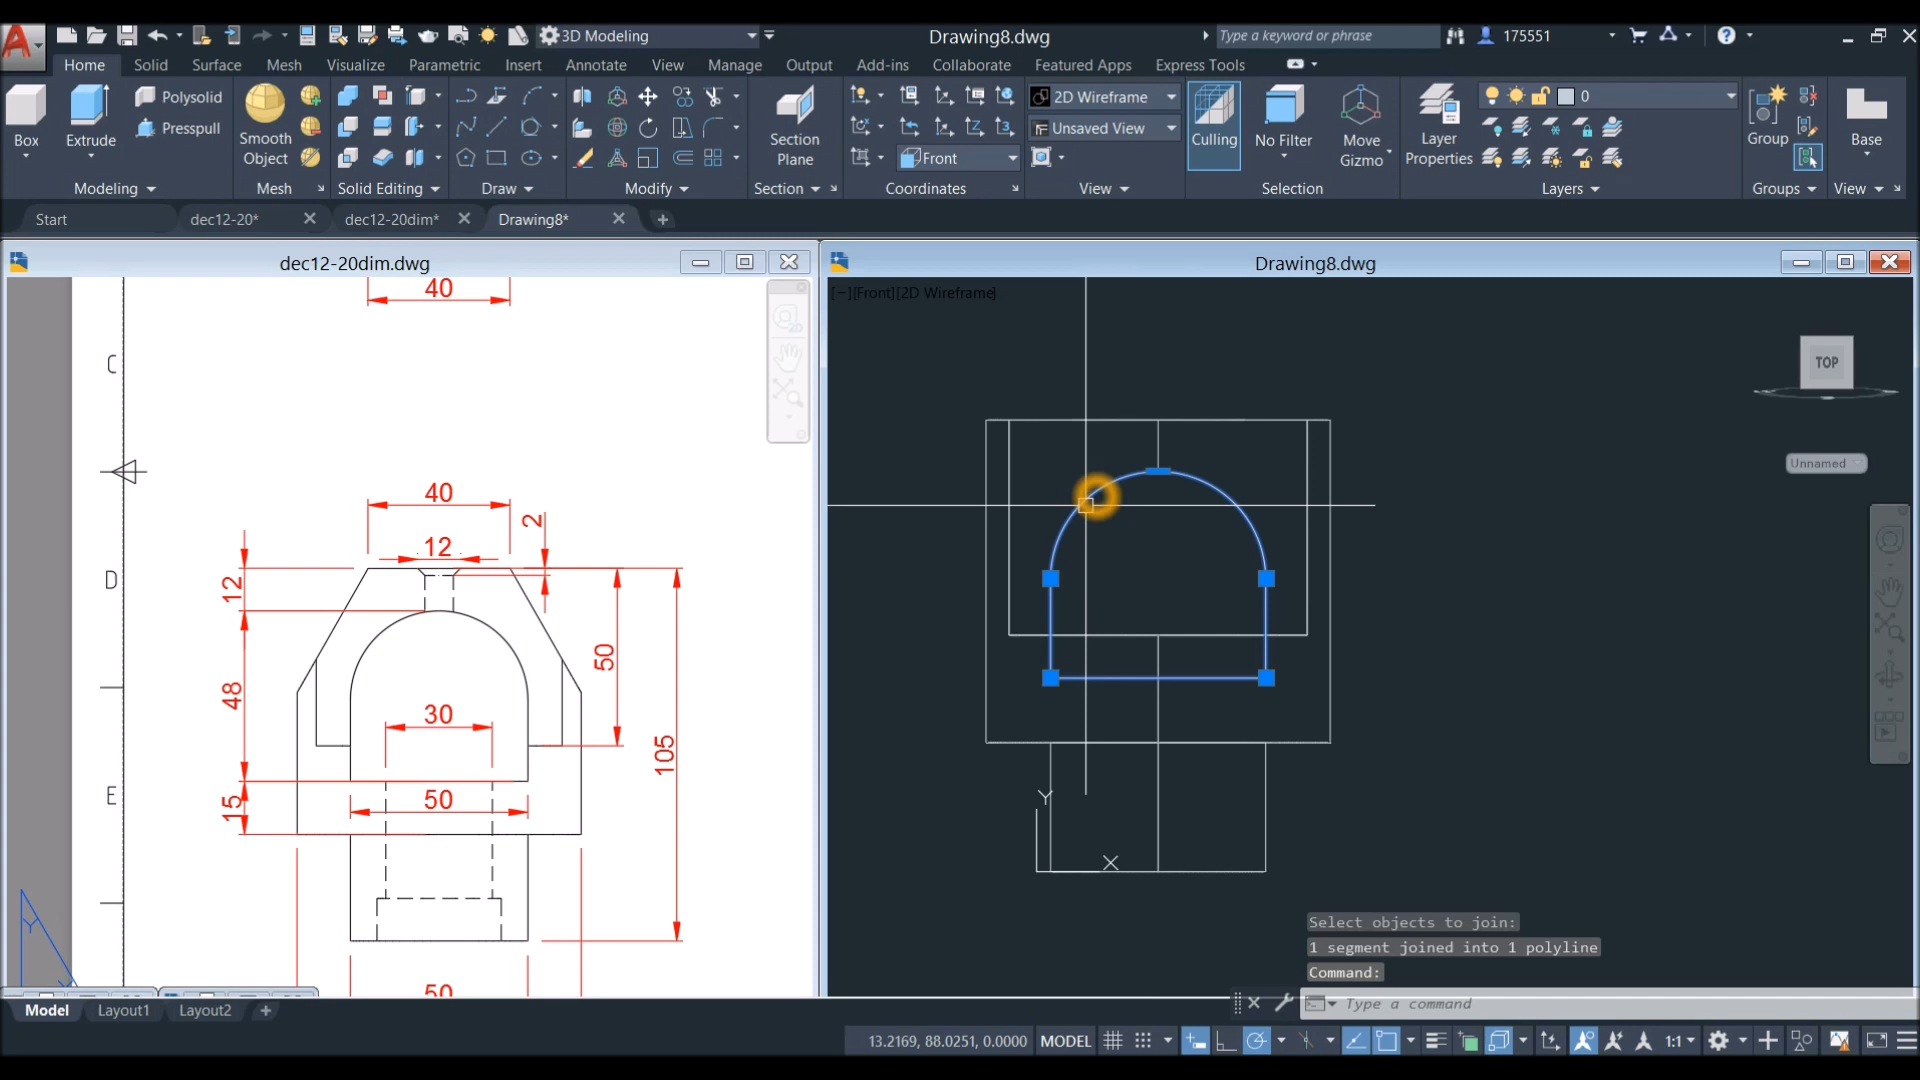 3D Modeling
Drawing8.dwg
Type a keyword or phrase
175551
Home Solid Surface Mesh Visualize Parametric Insert Annotate View Manage Output Add-ins Collaborate Featured Apps Express Tools
Box
Extrude
Polysolid
Presspull
Smooth
Object
Section
Plane
Front
2D Wireframe
Unsaved View
Culling
No Filter
Move
Gizmo
Layer
Properties
0
Group
Base
Modeling
Mesh
Solid Editing
Draw
Modify
Section
Coordinates
View
Selection
Layers
Groups
View
Start
dec12-20*
dec12-20dim*
Drawing8*
dec12-20dim.dwg
Drawing8.dwg
40
C
40
12
2
12
D
48
50
30
105
E
15
50
50
Y
[−][Front][2D Wireframe]
TOP
Unnamed
Y
X
Select objects to join:
1 segment joined into 1 polyline
Command:
Type a command
Model Layout1 Layout2
13.2169, 88.0251, 0.0000
MODEL
1:1